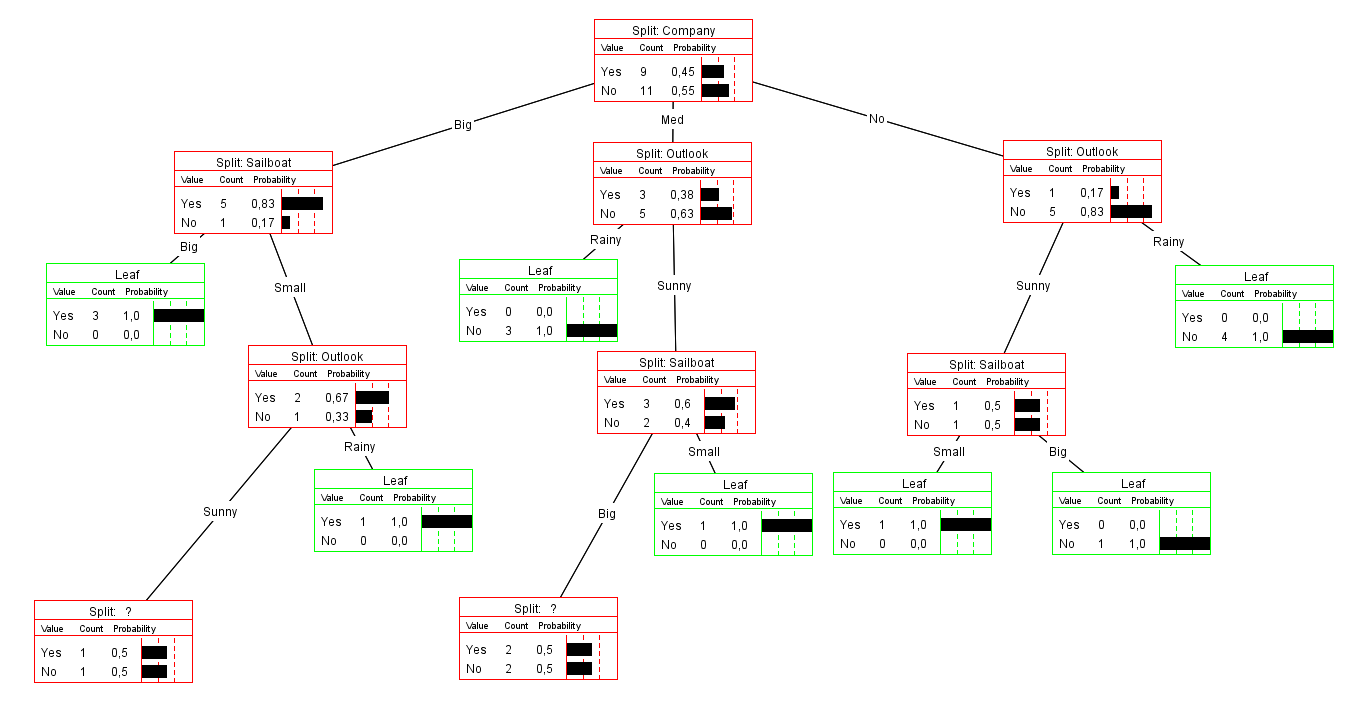 Split: Company
Value Count Probability
Yes 9 0,45
No 11 0,55
Big
Med
No
Split: Sailboat
Value Count Probability
Yes 5 0,83
No 1 0,17
Split: Outlook
Value Count Probability
Yes 3 0,38
No 5 0,63
Split: Outlook
Value Count Probability
Yes 1 0,17
No 5 0,83
Big
Small
Rainy
Sunny
Sunny
Rainy
Leaf
Value Count Probability
Yes 3 1,0
No 0 0,0
Leaf
Value Count Probability
Yes 0 0,0
No 3 1,0
Leaf
Value Count Probability
Yes 0 0,0
No 4 1,0
Split: Outlook
Value Count Probability
Yes 2 0,67
No 1 0,33
Split: Sailboat
Value Count Probability
Yes 3 0,6
No 2 0,4
Split: Sailboat
Value Count Probability
Yes 1 0,5
No 1 0,5
Sunny
Rainy
Big
Small
Small
Big
Leaf
Value Count Probability
Yes 1 1,0
No 0 0,0
Leaf
Value Count Probability
Yes 1 1,0
No 0 0,0
Leaf
Value Count Probability
Yes 1 1,0
No 0 0,0
Leaf
Value Count Probability
Yes 0 0,0
No 1 1,0
Split: ?
Value Count Probability
Yes 1 0,5
No 1 0,5
Split: ?
Value Count Probability
Yes 2 0,5
No 2 0,5